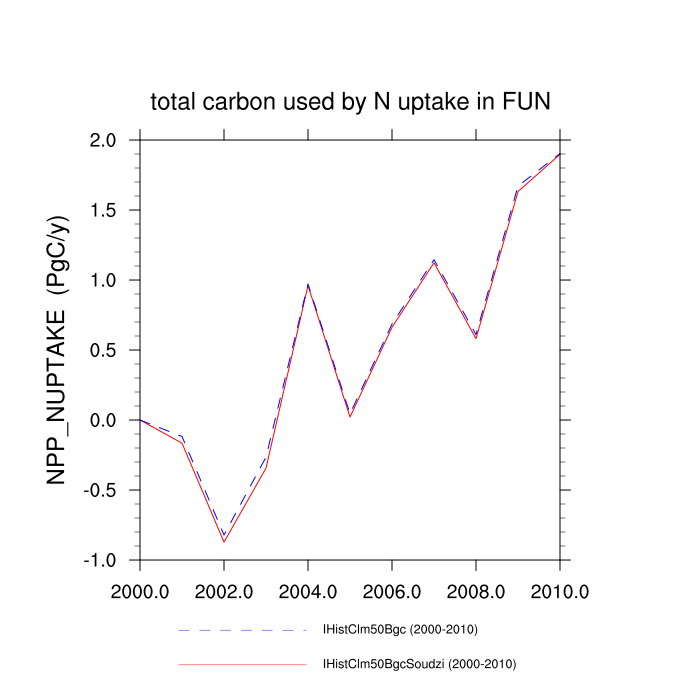 total carbon used by N uptake in FUN
NPP_NUPTAKE (PgC/y)
2.0
1.5
1.0
0.5
0.0
-0.5
-1.0
2000.0 2002.0 2004.0 2006.0 2008.0 2010.0
IHistClm50Bgc (2000-2010)
IHistClm50BgcSoudzi (2000-2010)